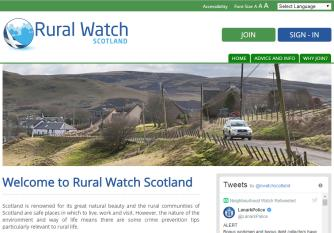 Accessibility Font Size A A A Select Language
Rural Watch
SCOTLAND
JOIN SIGN - IN
HOME ADVICE AND INFO WHY JOIN?
Welcome to Rural Watch Scotland
Scotland is renowned for its great natural beauty and the rural communities of
Scotland are safe places in which to live, work and visit. However, the nature of the
environment and way of life means there are some crime prevention tips
particularly relevant to rural life.
Tweets by @rwatchscotland
Neighbourhood Watch Retweeted
LanarkPolice
@LanarkPolice
ALERT